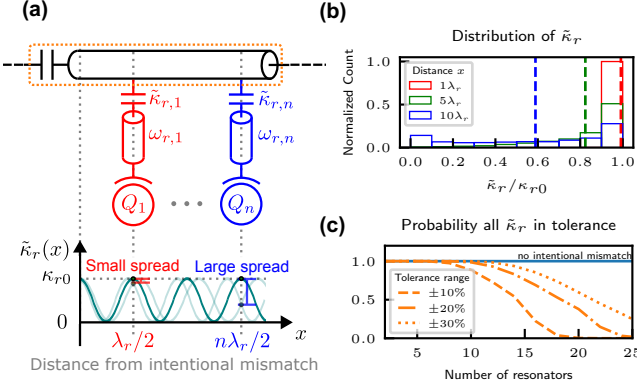 (a)
κ̃r,1
κ̃r,n
ωr,1
ωr,n
Q1
Qn
κ̃r(x)
κr0
Small spread
Large spread
0
λr/2
nλr/2
x
Distance from intentional mismatch
(b)
Distribution of κ̃r
Normalized Count
1.0
0.5
0.0
Distance x
1λr
5λr
10λr
0.0 0.2 0.4 0.6 0.8 1.0
κ̃r/κr0
(c)
Probability all κ̃r in tolerance
no intentional mismatch
1.0
0.5
0.0
Tolerance range
±10%
±20%
±30%
5 10 15 20 25
Number of resonators